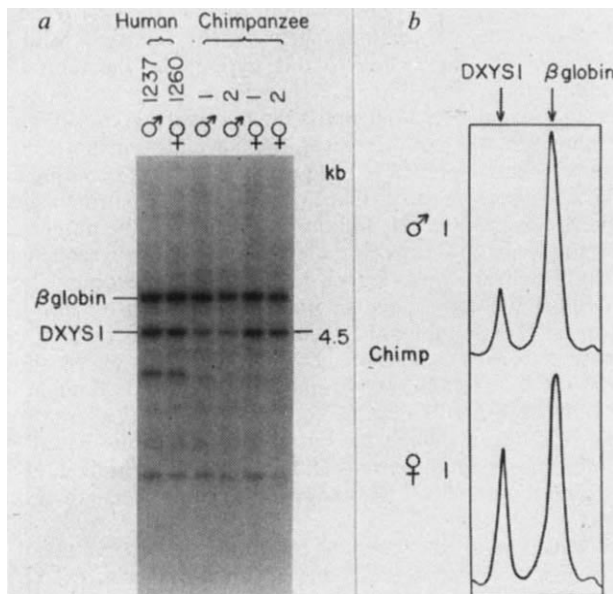 a
Human Chimpanzee
1237 1260 1 2 1 2
♂ ♀ ♂ ♂ ♀ ♀
kb
βglobin
DXYS1
4.5
b
DXYS1 βglobin
♂ 1
Chimp
♀ 1